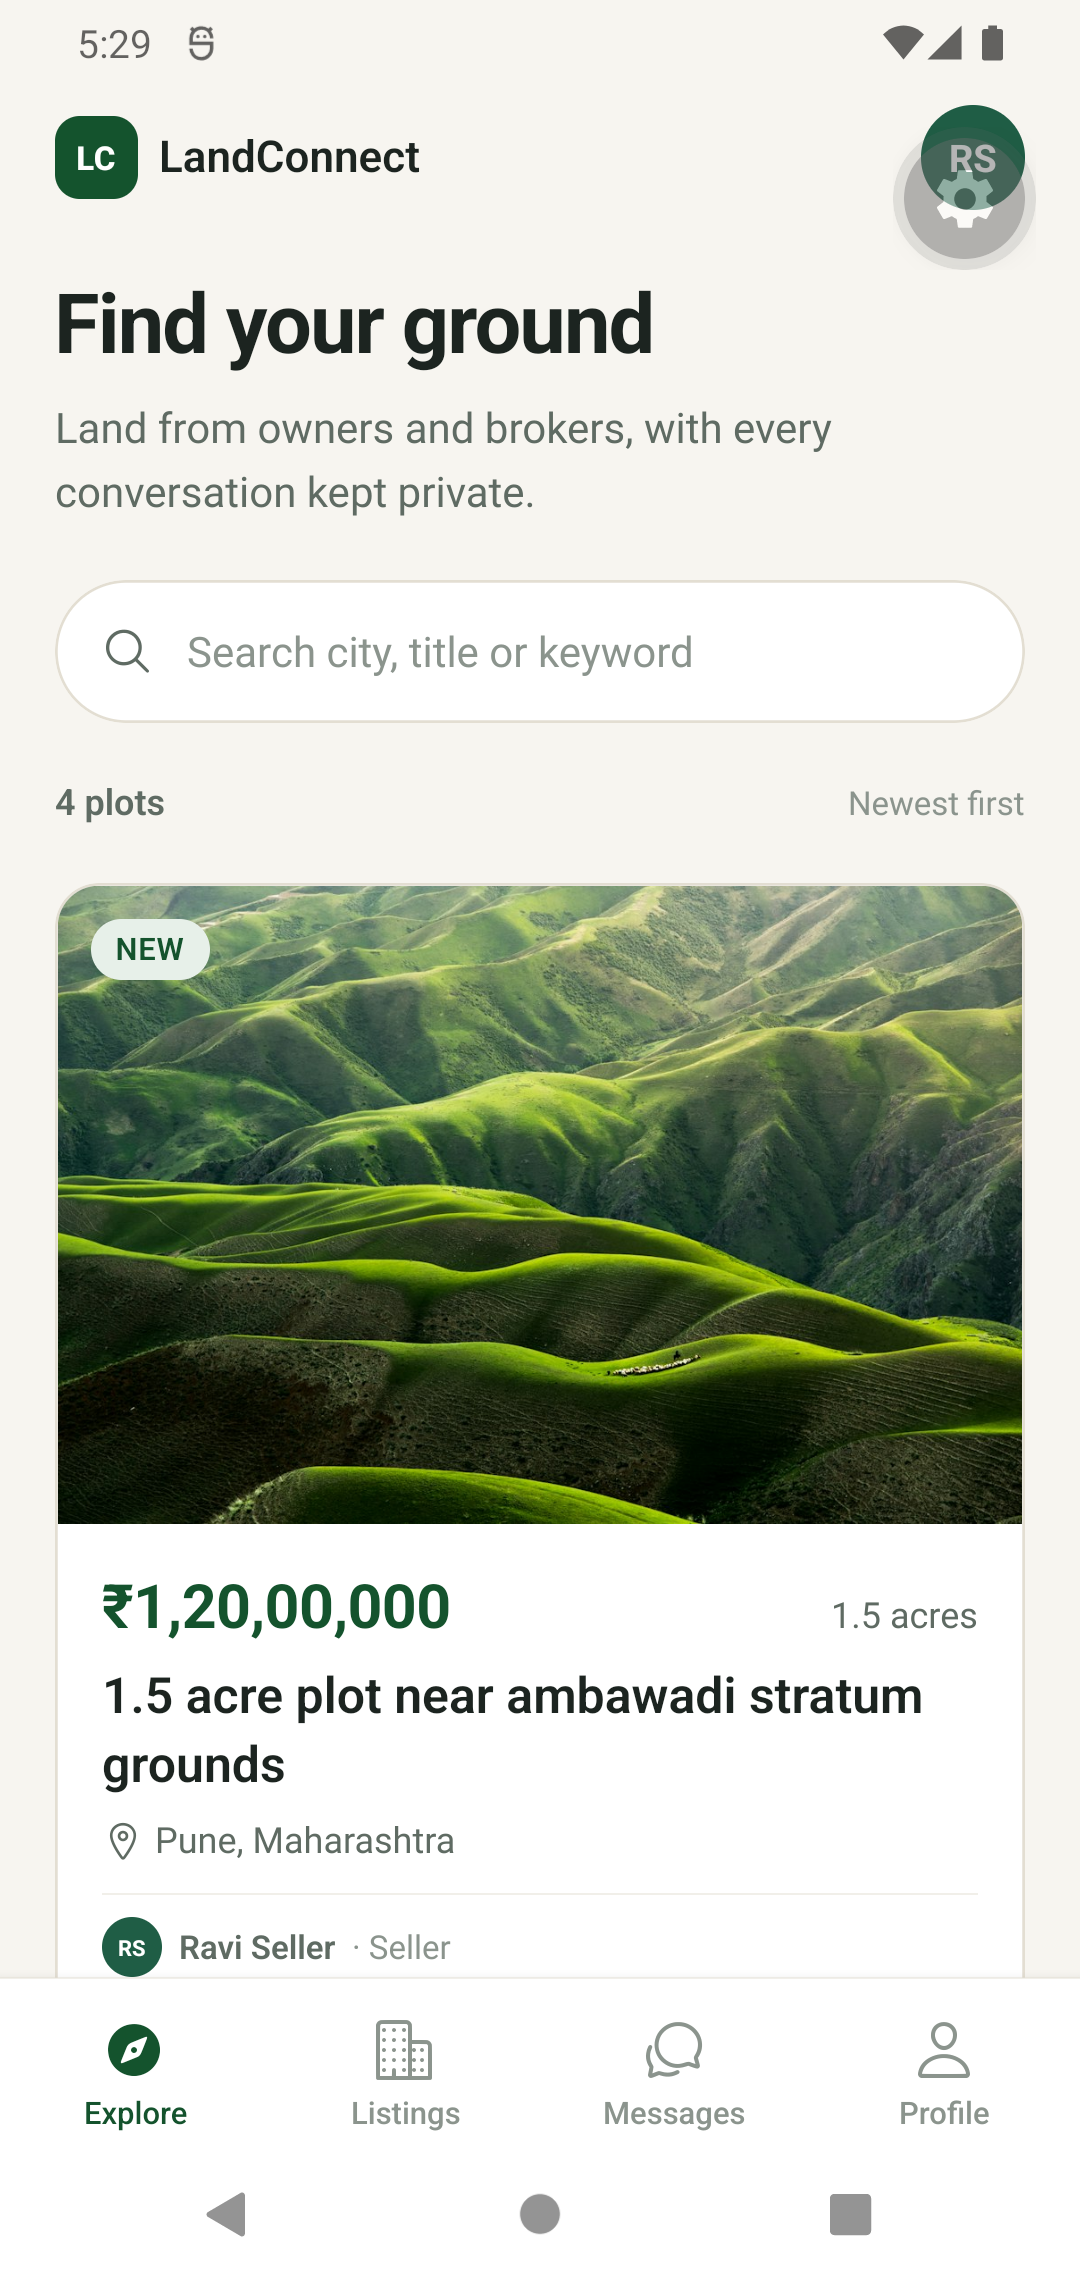 5:29
LC LandConnect
RS
Find your ground
Land from owners and brokers, with every
conversation kept private.
Search city, title or keyword
4 plots Newest first
NEW
₹1,20,00,000 1.5 acres
1.5 acre plot near ambawadi stratum
grounds
Pune, Maharashtra
RS Ravi Seller · Seller
Explore Listings Messages Profile